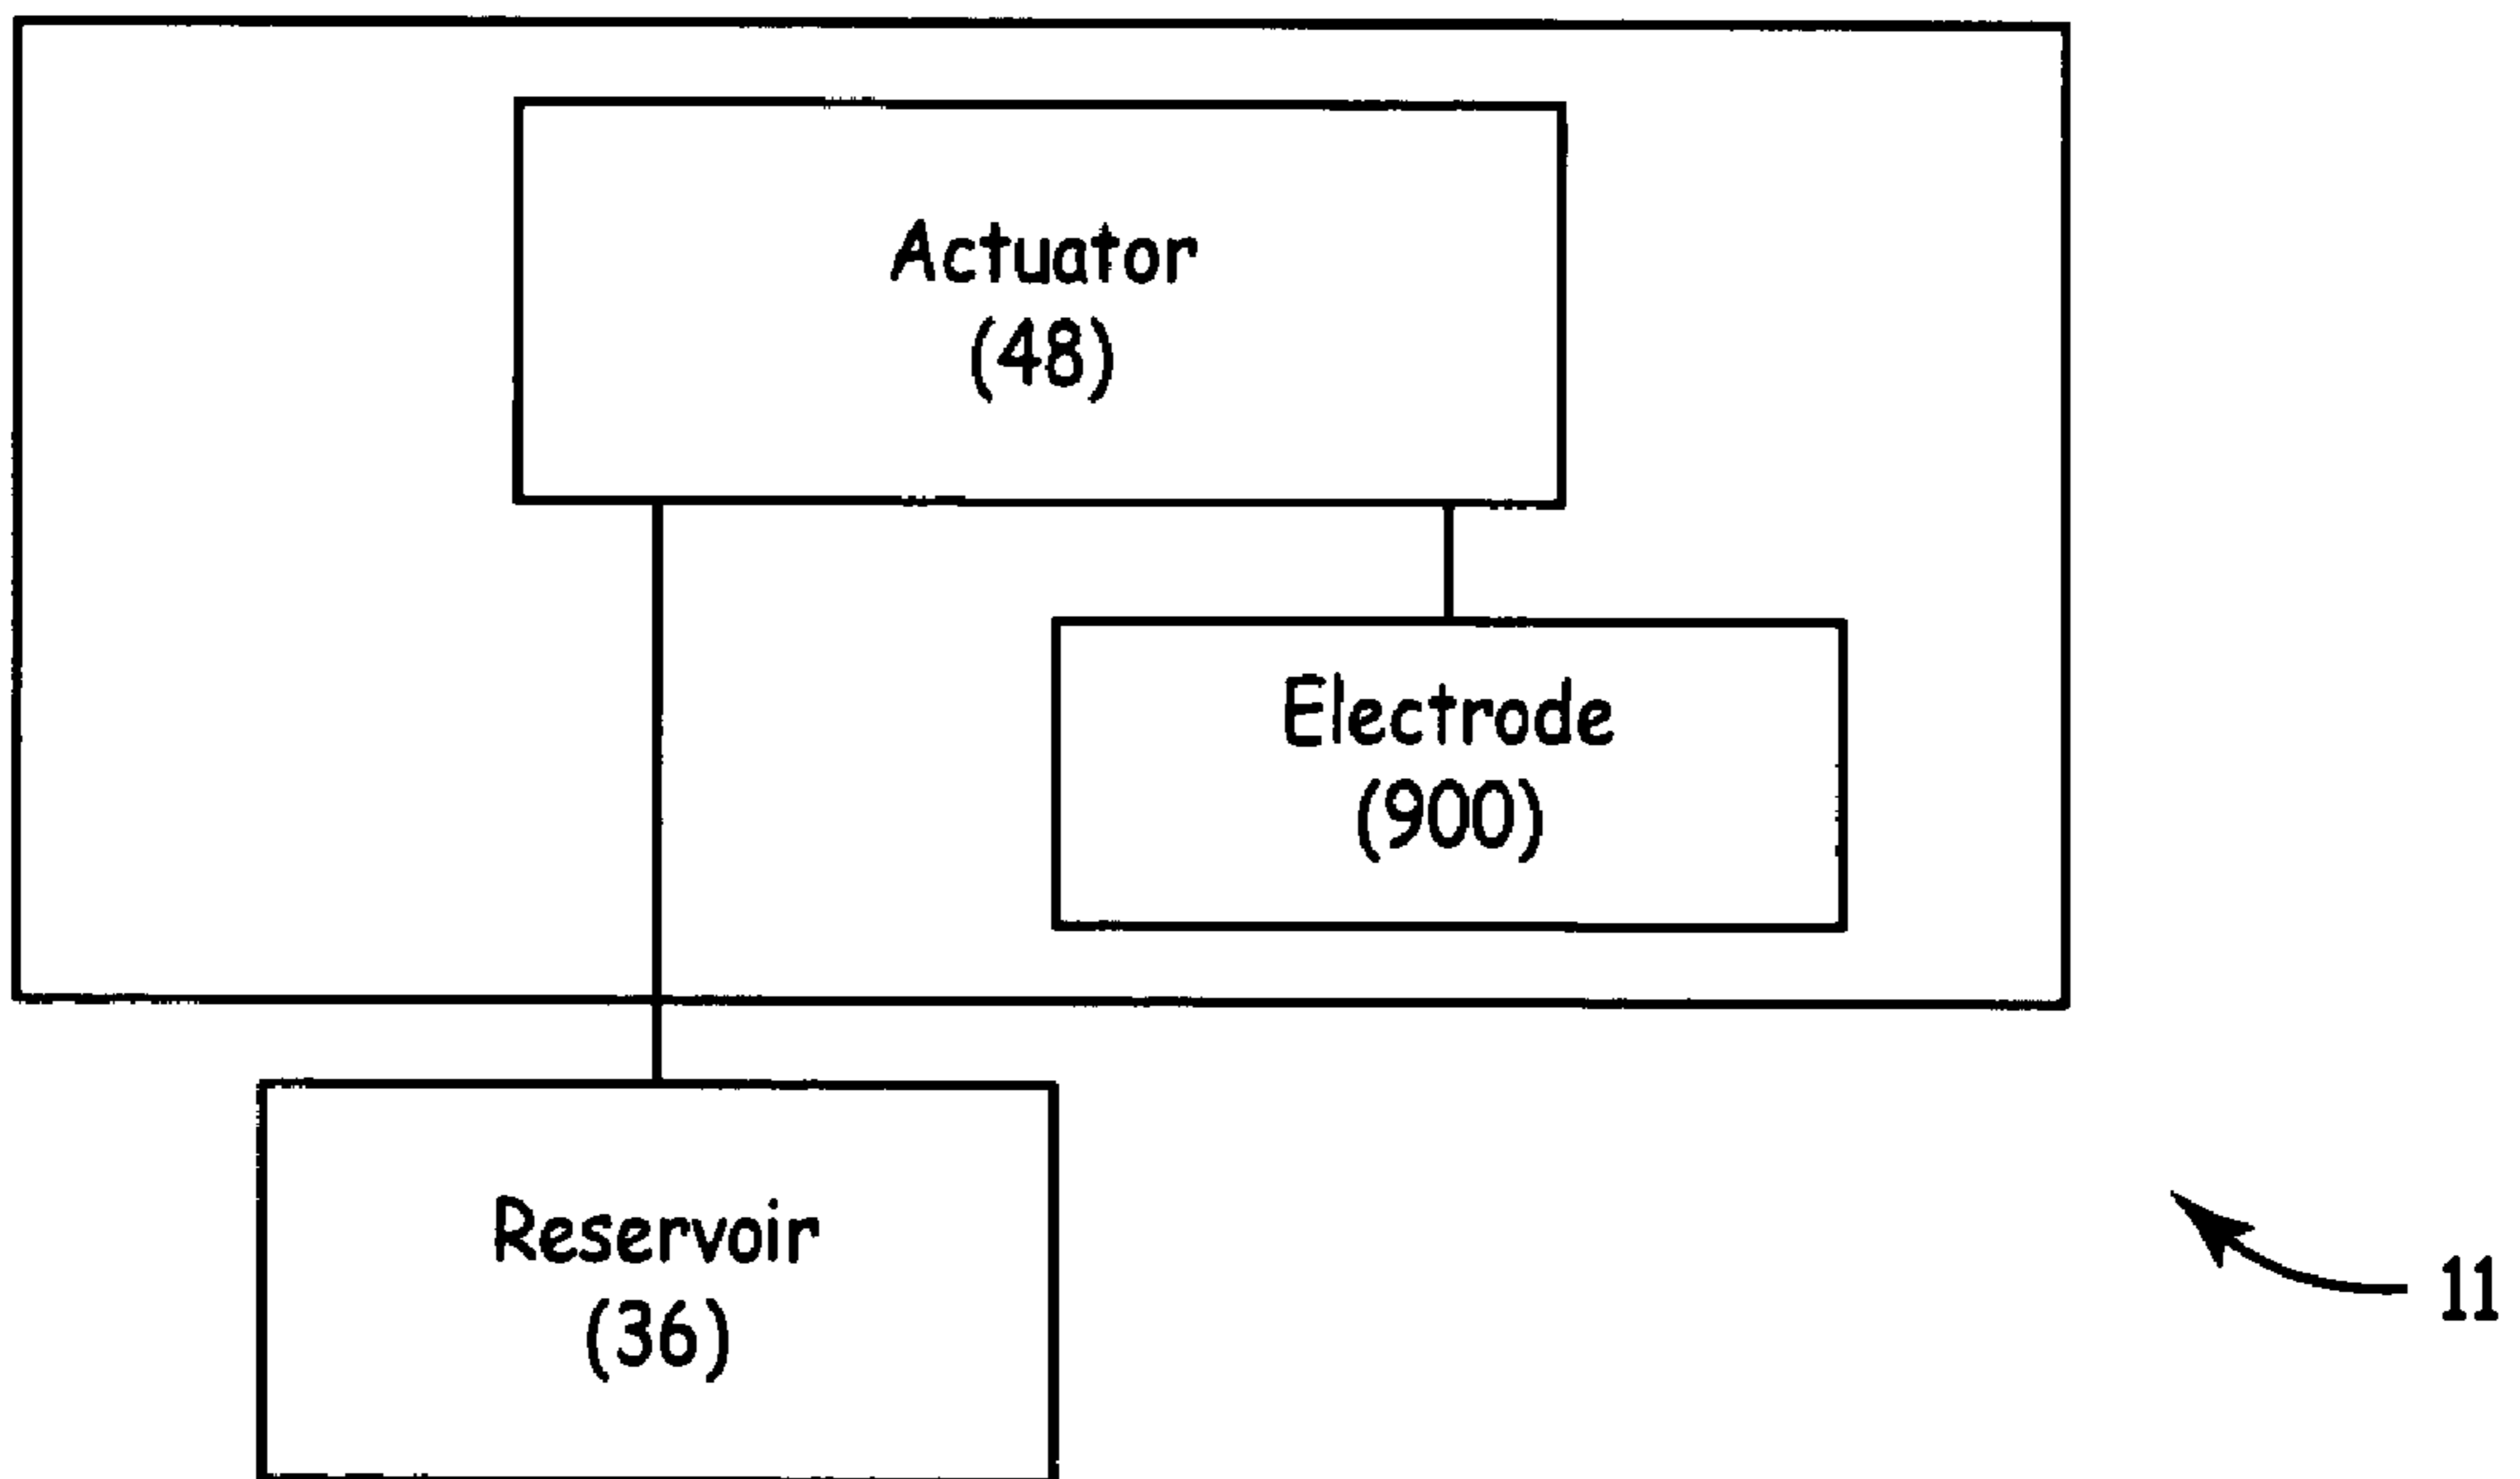 Actuator
(48)
Electrode
(900)
Reservoir
(36)
11